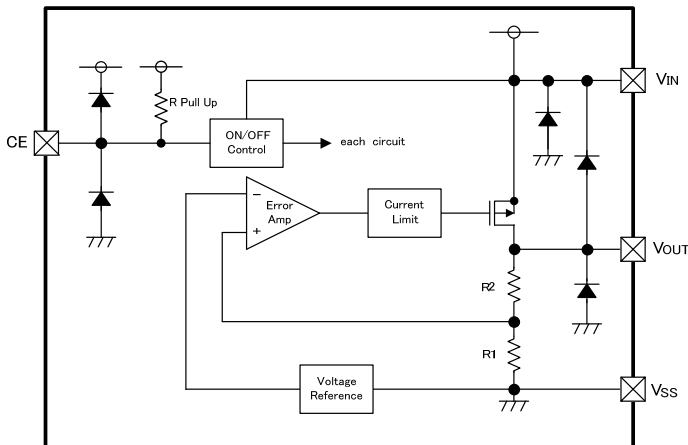 VIN
R Pull Up
CE
ON/OFF
Control
each circuit
−
Error
Amp
+
Current
Limit
VOUT
R2
R1
Voltage
Reference
VSS